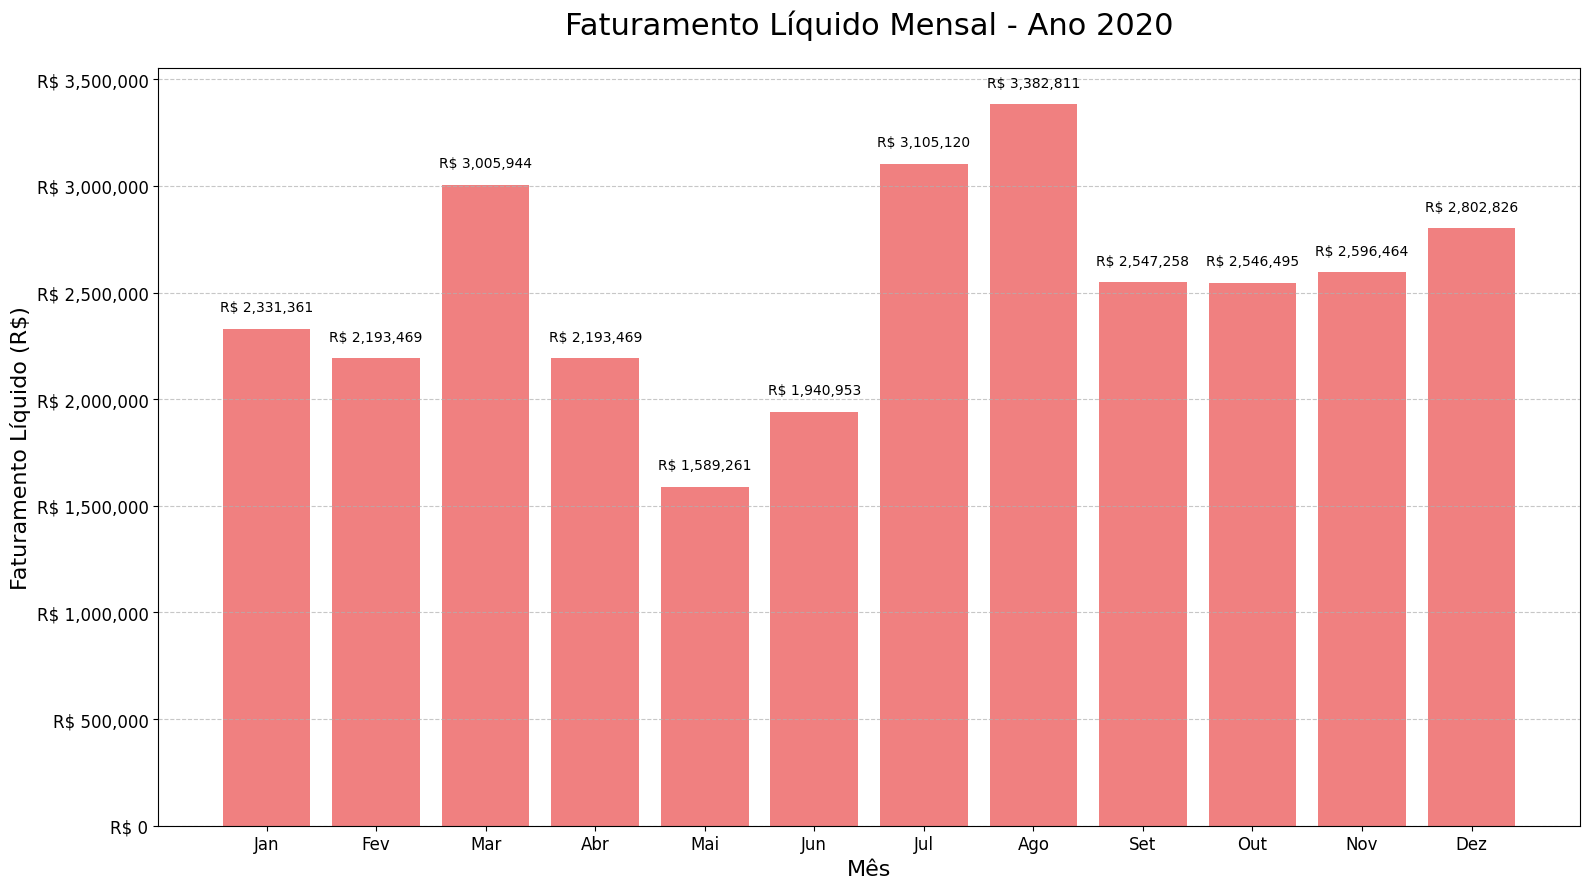 Faturamento Líquido Mensal - Ano 2020
Faturamento Líquido (R$)
R$ 3,500,000
R$ 3,000,000
R$ 2,500,000
R$ 2,000,000
R$ 1,500,000
R$ 1,000,000
R$ 500,000
R$ 0
R$ 2,331,361
R$ 2,193,469
R$ 3,005,944
R$ 2,193,469
R$ 1,589,261
R$ 1,940,953
R$ 3,105,120
R$ 3,382,811
R$ 2,547,258
R$ 2,546,495
R$ 2,596,464
R$ 2,802,826
Jan Fev Mar Abr Mai Jun Jul Ago Set Out Nov Dez
Mês